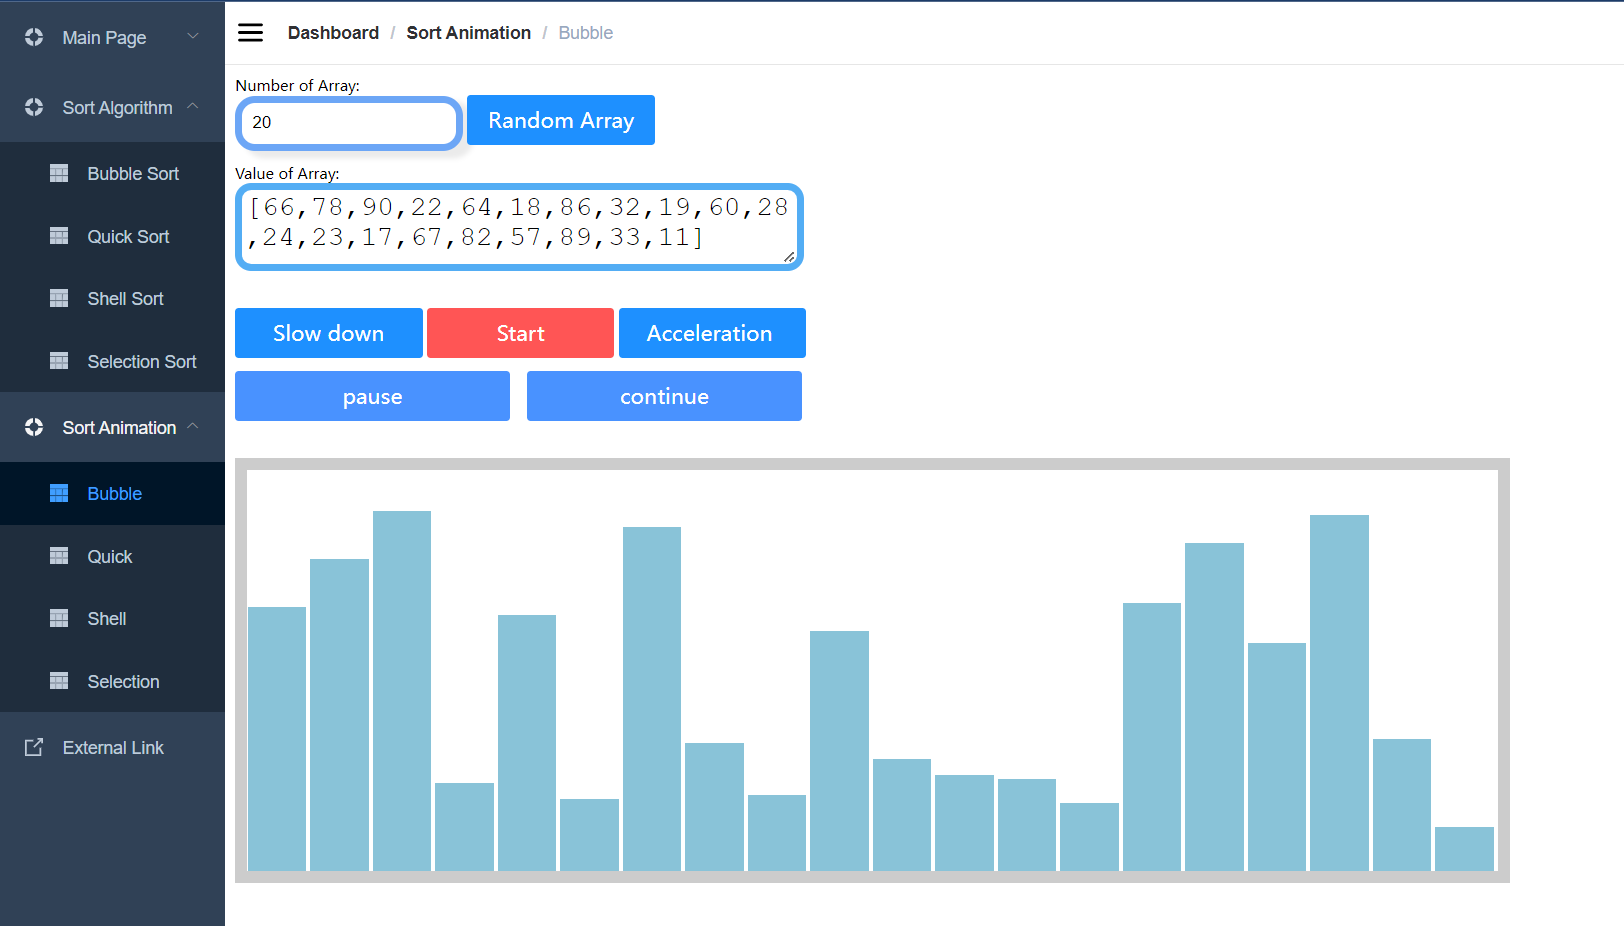 Main Page
Sort Algorithm
Bubble Sort
Quick Sort
Shell Sort
Selection Sort
Sort Animation
Bubble
Quick
Shell
Selection
External Link
Dashboard / Sort Animation / Bubble
Number of Array:
20
Random Array
Value of Array:
[66,78,90,22,64,18,86,32,19,60,28
,24,23,17,67,82,57,89,33,11]
Slow down Start Acceleration
pause continue